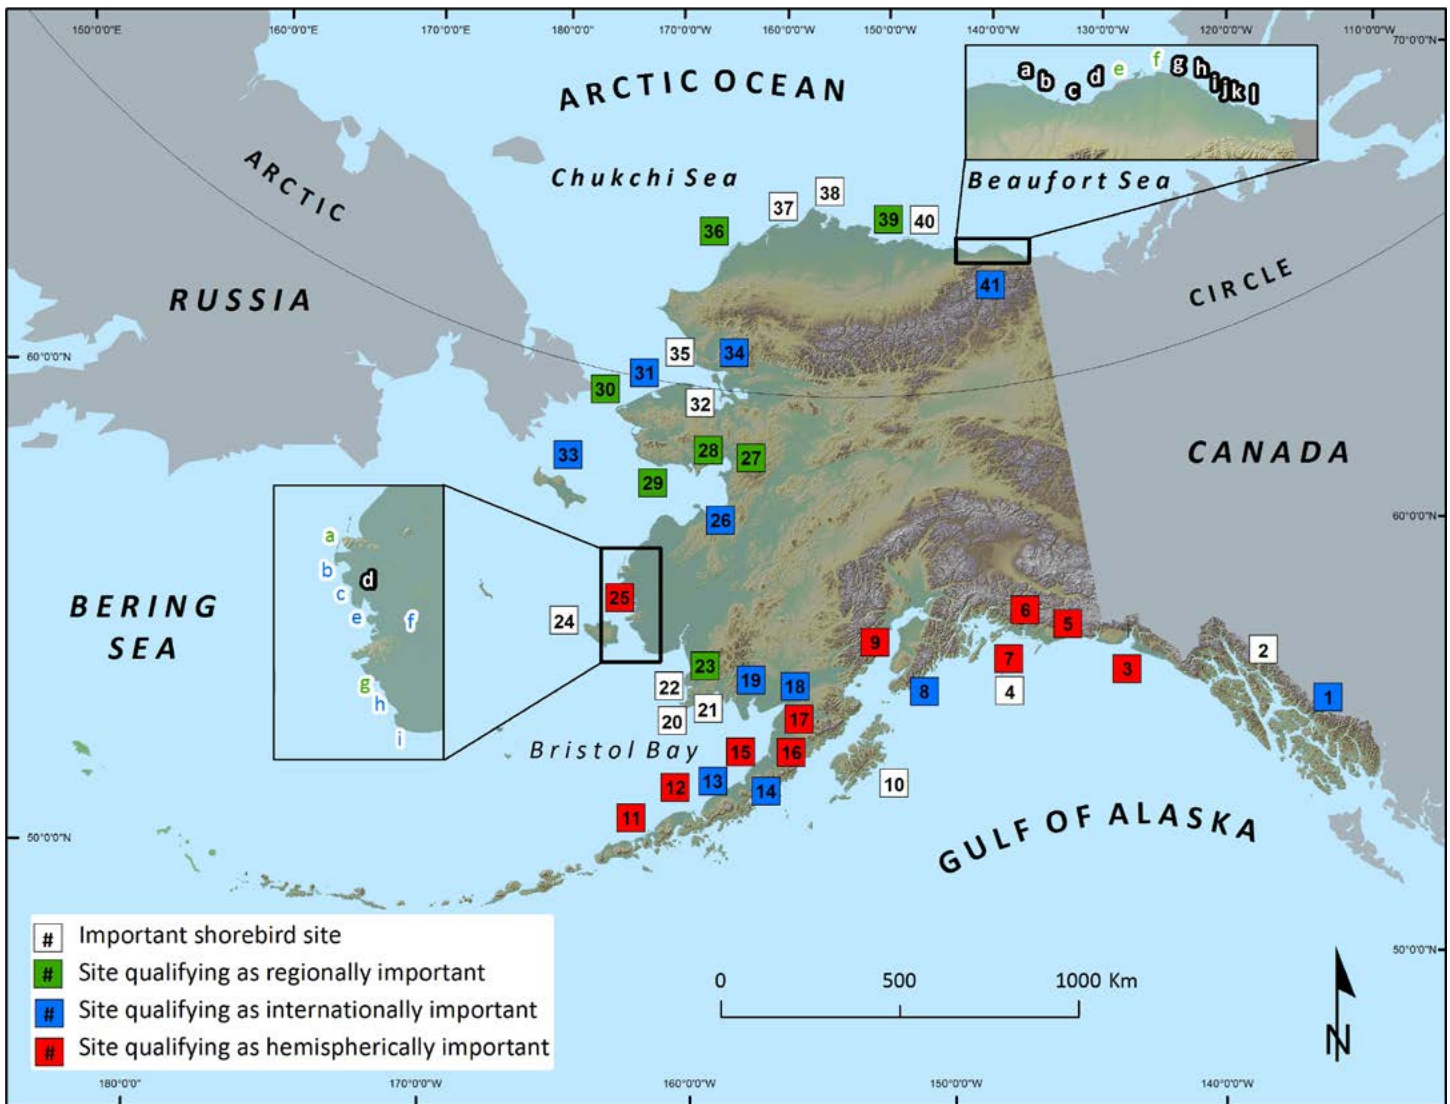 150°0'0"E 160°0'0"E 170°0'0"E 180°0'0" 170°0'0"W 160°0'0"W 150°0'0"W 140°0'0"W 130°0'0"W 120°0'0"W 110°0'0"W
70°0'0"N
ARCTIC OCEAN
a b c d e f g h i j k l
ARCTIC
Chukchi Sea
Beaufort Sea
38
37
39
40
36
RUSSIA
41
CIRCLE
60°0'0"N
35
34
31
30
32
CANADA
28
27
33
29
26
60°0'0"N
a
b
c
d
e
f
g
h
i
BERING
SEA
25
24
6
5
9
7
3
2
23
22
19
18
8
4
1
21
20
17
Bristol Bay
15
16
13
14
12
10
11
50°0'0"N
GULF OF ALASKA
# Important shorebird site
# Site qualifying as regionally important
# Site qualifying as internationally important
# Site qualifying as hemispherically important
0 500 1000 Km
50°0'0"N
N
180°0'0" 170°0'0"W 160°0'0"W 150°0'0"W 140°0'0"W